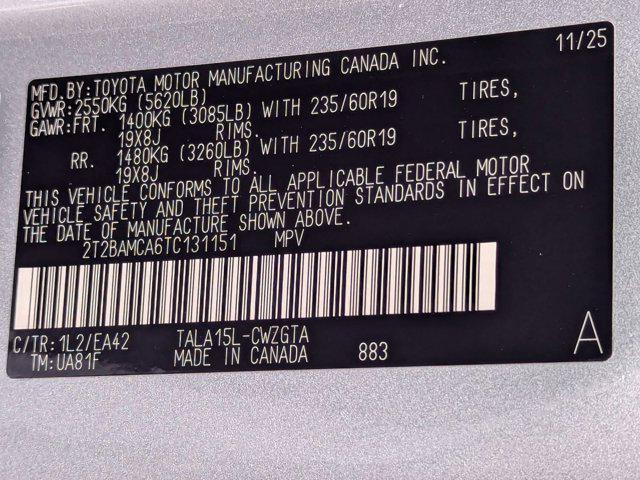 11/25
MFD.BY:TOYOTA MOTOR MANUFACTURING CANADA INC.
GVWR:2550KG (5620LB)
GAWR:FRT. 1400KG (3085LB) WITH 235/60R19 TIRES,
19X8J RIMS.
RR. 1480KG (3260LB) WITH 235/60R19 TIRES,
19X8J RIMS.
THIS VEHICLE CONFORMS TO ALL APPLICABLE FEDERAL MOTOR
VEHICLE SAFETY AND THEFT PREVENTION STANDARDS IN EFFECT ON
THE DATE OF MANUFACTURE SHOWN ABOVE.
2T2BAMCA6TC131151 MPV
C/TR:1L2/EA42 TALA15L-CWZGTA
TM:UA81F MADE IN CANADA 883
A